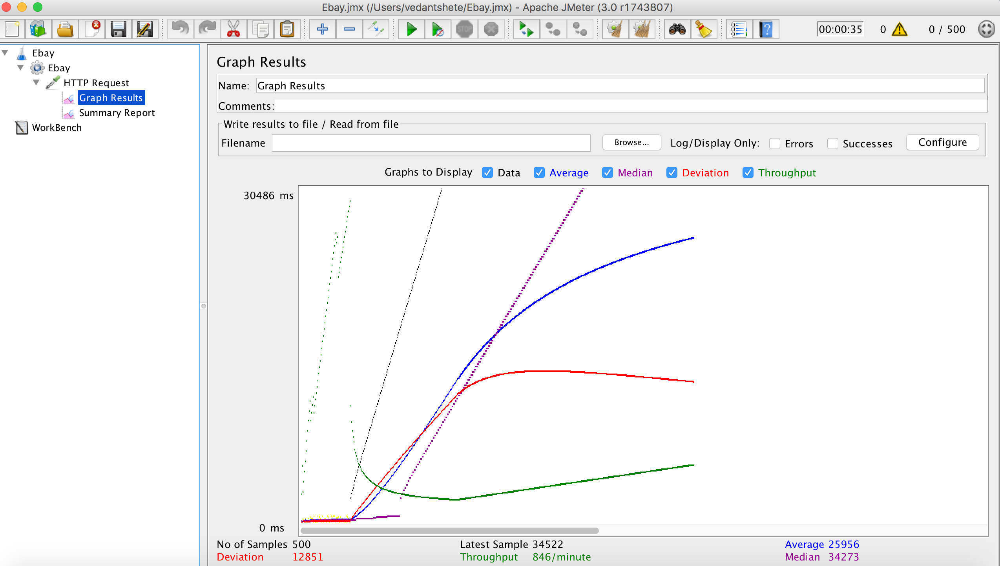 Ebay.jmx (/Users/vedantshete/Ebay.jmx) - Apache JMeter (3.0 r1743807)
STOP
00:00:35 0 0 / 500
Ebay
Ebay
HTTP Request
Graph Results
Summary Report
WorkBench
Graph Results
Name: Graph Results
Comments:
Write results to file / Read from file
Filename Browse... Log/Display Only: Errors Successes Configure
Graphs to Display Data Average Median Deviation Throughput
30486 ms
0 ms
No of Samples 500 Latest Sample 34522 Average 25956
Deviation 12851 Throughput 846/minute Median 34273